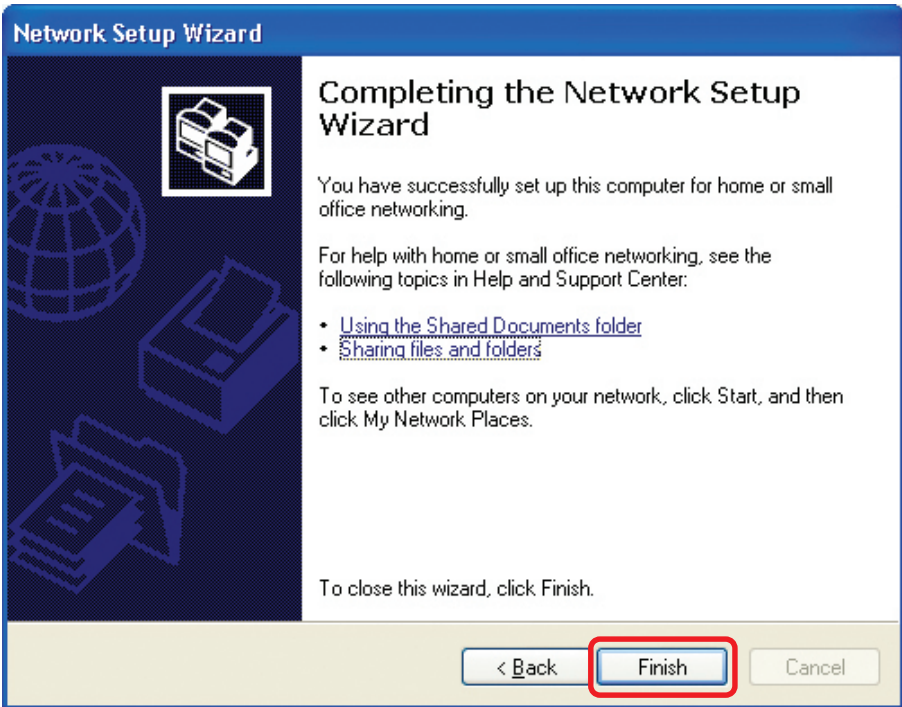 Network Setup Wizard
Completing the Network Setup
Wizard
You have successfully set up this computer for home or small
office networking.
For help with home or small office networking, see the
following topics in Help and Support Center:
• Using the Shared Documents folder
• Sharing files and folders
To see other computers on your network, click Start, and then
click My Network Places.
To close this wizard, click Finish.
< Back Finish Cancel